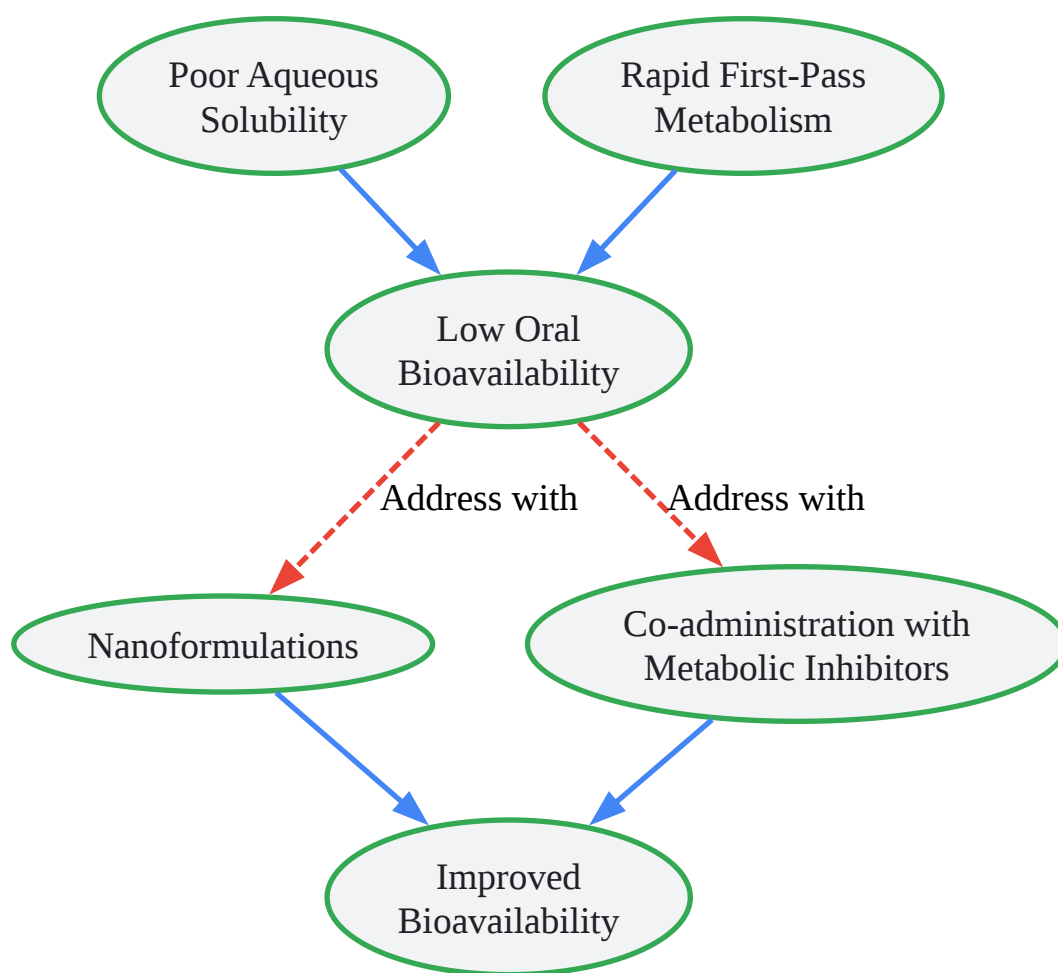 Poor Aqueous
Solubility
Rapid First-Pass
Metabolism
Low Oral
Bioavailability
Address with
Address with
Nanoformulations
Co-administration with
Metabolic Inhibitors
Improved
Bioavailability